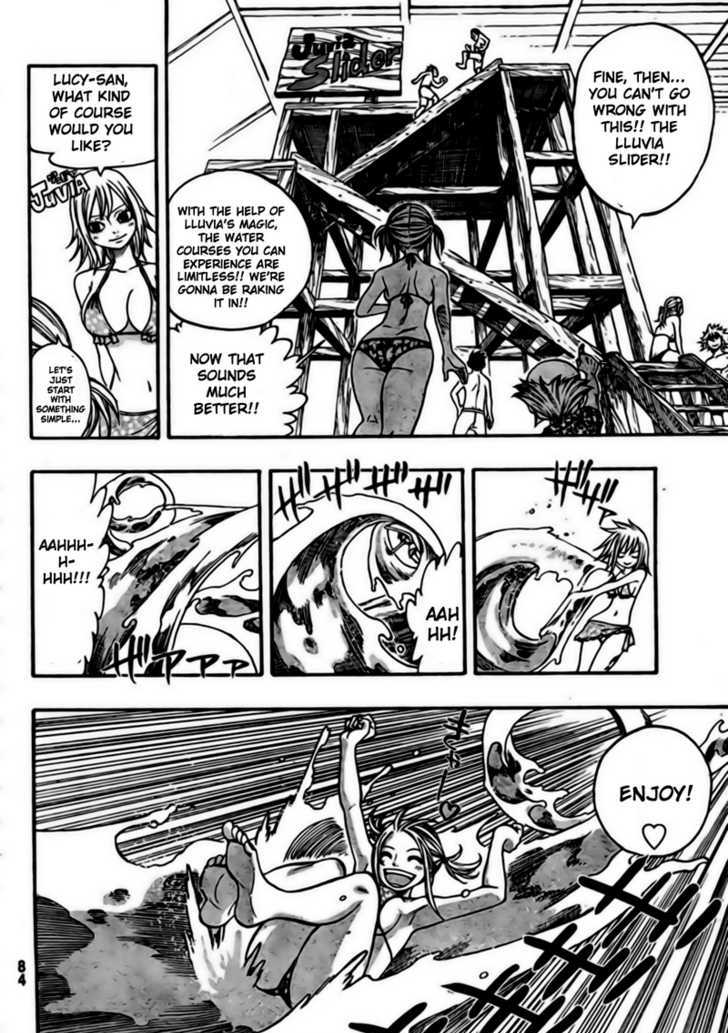 FINE, THEN...
YOU CAN'T GO
WRONG WITH
THIS!! THE
LLUVIA
SLIDER!!
Juvia
Slider
WITH THE HELP OF
LLUVIA'S MAGIC,
THE WATER
COURSES YOU CAN
EXPERIENCE ARE
LIMITLESS!! WE'RE
GONNA BE RAKING
IT IN!!
NOW THAT
SOUNDS
MUCH
BETTER!!
LUCY-SAN,
WHAT KIND
OF COURSE
WOULD YOU
LIKE?
JUVIA
LET'S
JUST
START
WITH
SOMETHING
SIMPLE...
AAH
HH!
AAHHH-
H-
HHH!!!
ENJOY!
♡
84